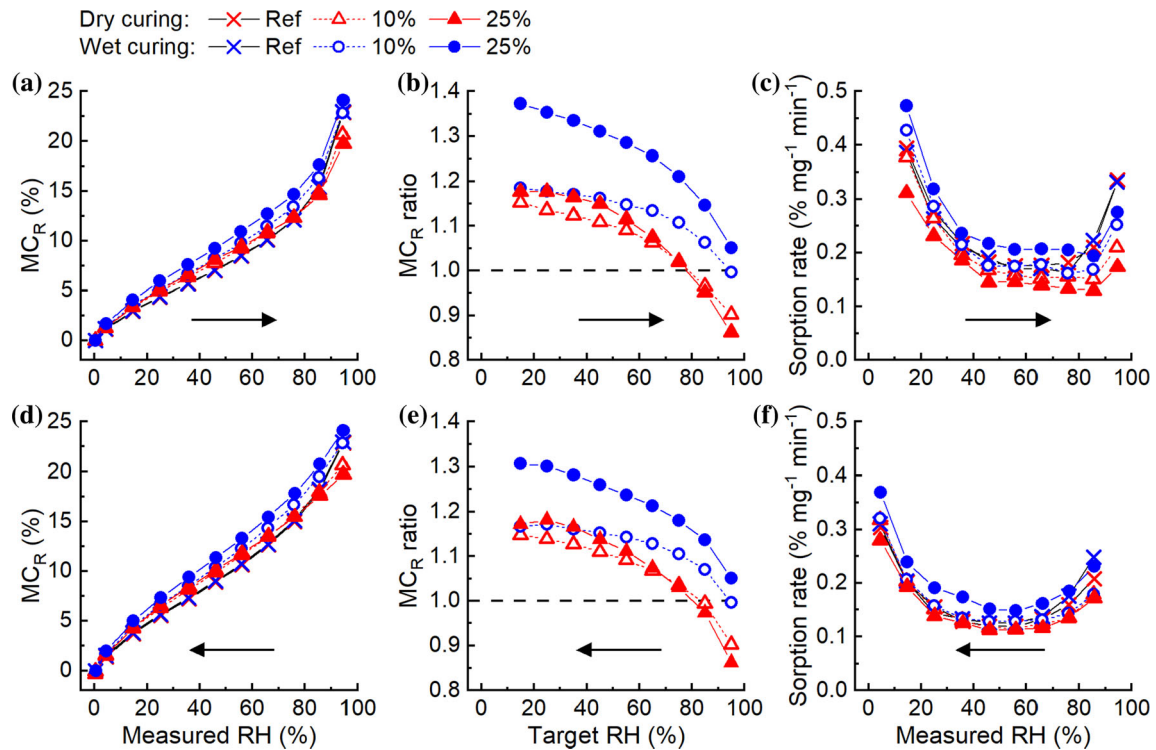 Dry curing: Ref 10% 25%
Wet curing: Ref 10% 25%
(a)
MC_R (%)
25
20
15
10
5
0
0 20 40 60 80 100
(b)
MC_R ratio
1.4
1.3
1.2
1.1
1.0
0.9
0.8
0 20 40 60 80 100
(c)
Sorption rate (% mg⁻¹ min⁻¹)
0.5
0.4
0.3
0.2
0.1
0.0
0 20 40 60 80 100
(d)
MC_R (%)
25
20
15
10
5
0
0 20 40 60 80 100
Measured RH (%)
(e)
MC_R ratio
1.4
1.3
1.2
1.1
1.0
0.9
0.8
0 20 40 60 80 100
Target RH (%)
(f)
Sorption rate (% mg⁻¹ min⁻¹)
0.5
0.4
0.3
0.2
0.1
0.0
0 20 40 60 80 100
Measured RH (%)